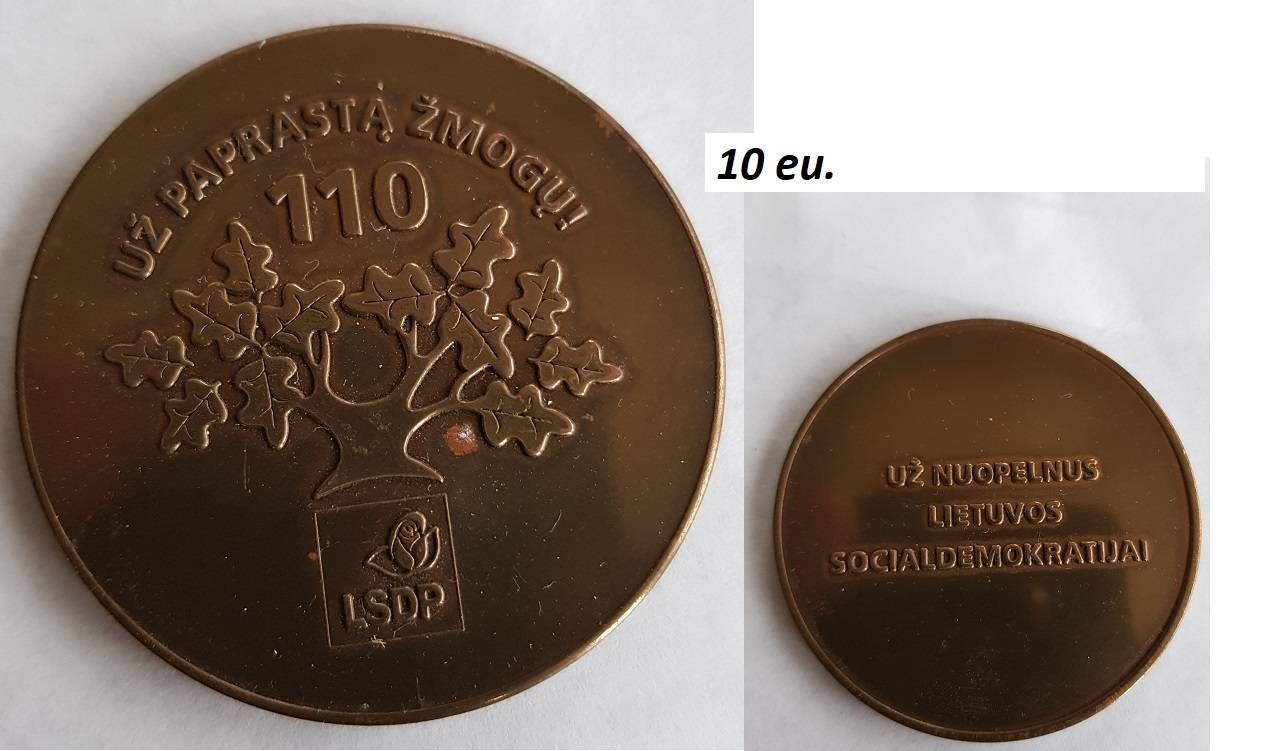 UŽ PAPRASTĄ ŽMOGŲ!
110
LSDP
10 eu.
UŽ NUOPELNUS
LIETUVOS
SOCIALDEMOKRATIJAI